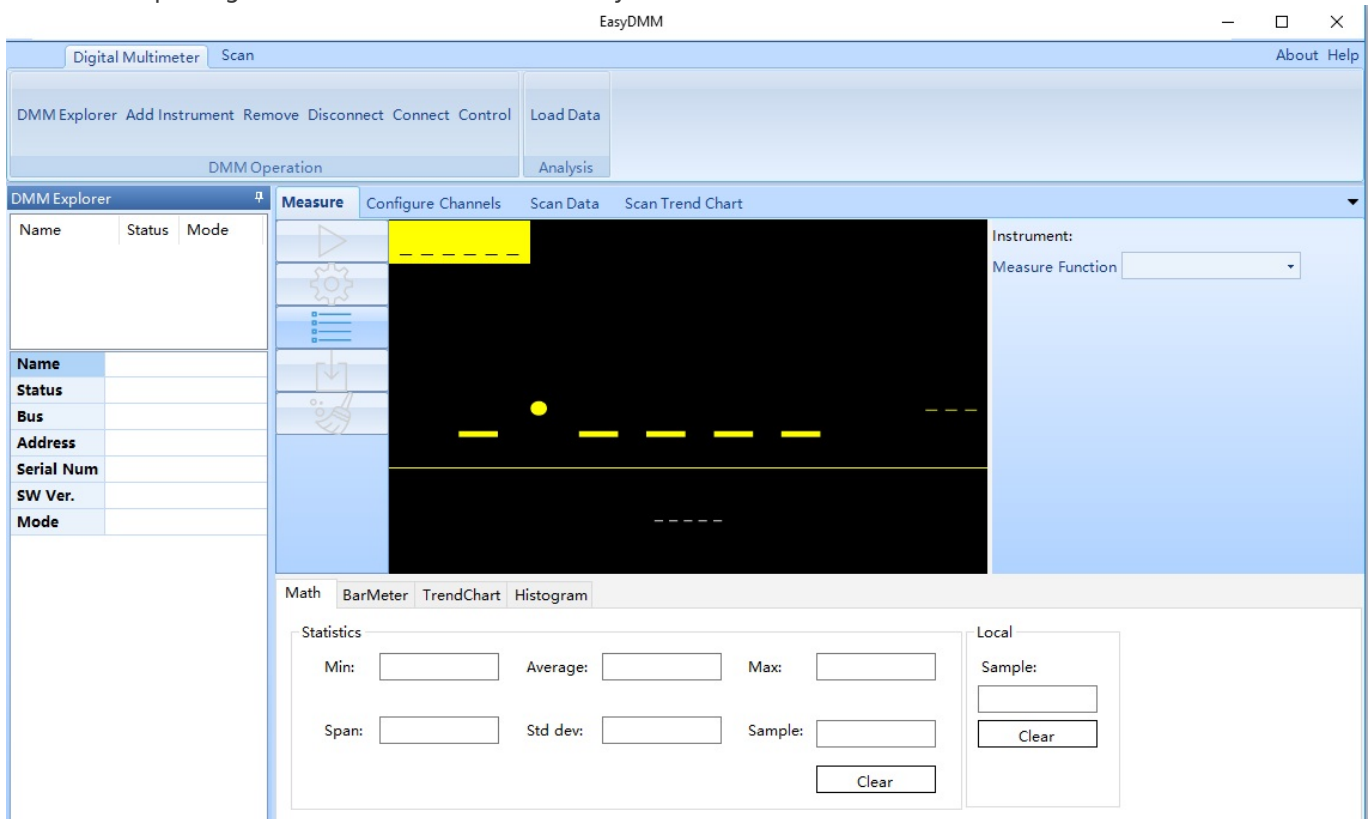 EasyDMM
Digital Multimeter Scan About Help
DMM Explorer Add Instrument Remove Disconnect Connect Control Load Data
DMM Operation Analysis
DMM Explorer
Measure Configure Channels Scan Data Scan Trend Chart
Name Status Mode
Instrument:
Measure Function
Name
Status
Bus
Address
Serial Num
SW Ver.
Mode
Math BarMeter TrendChart Histogram
Statistics Local
Min: Average: Max: Sample:
Span: Std dev: Sample: Clear
Clear